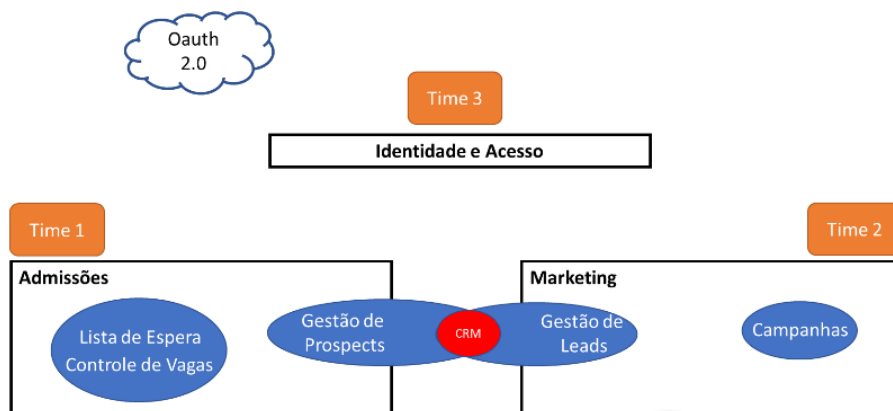 Oauth
2.0
Time 3
Identidade e Acesso
Time 1
Time 2
Admissões
Marketing
Lista de Espera
Controle de Vagas
Gestão de
Prospects
CRM
Gestão de
Leads
Campanhas